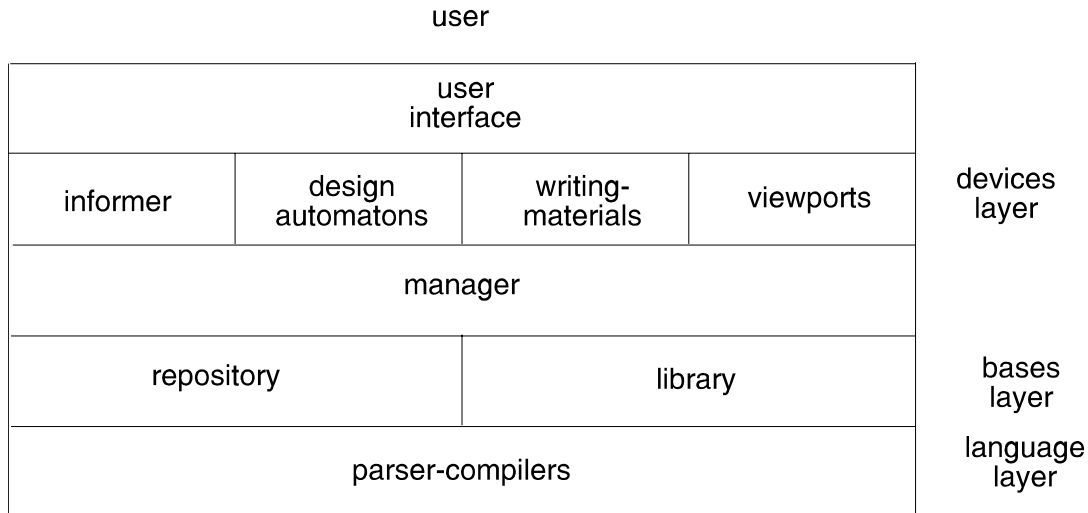 user
user
interface
informer
design
automatons
writing-
materials
viewports
devices
layer
manager
repository
library
bases
layer
parser-compilers
language
layer